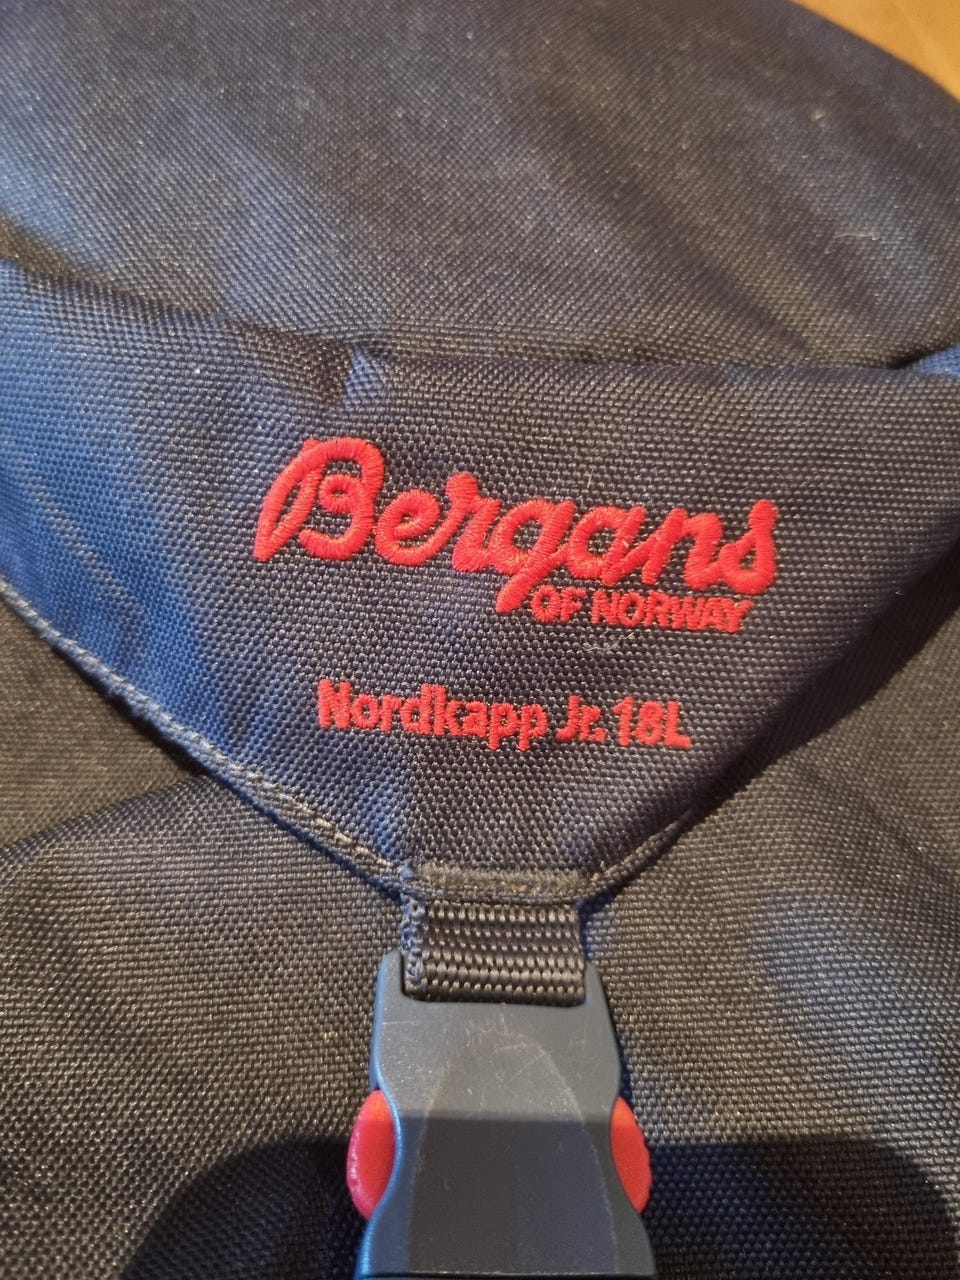 Bergans
OF NORWAY
Nordkapp Jr. 18L